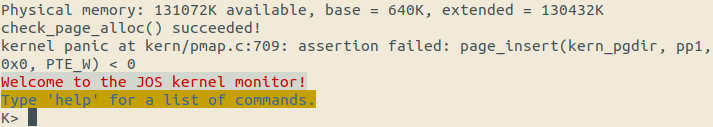 Physical memory: 131072K available, base = 640K, extended = 130432K
check_page_alloc() succeeded!
kernel panic at kern/pmap.c:709: assertion failed: page_insert(kern_pgdir, pp1,
0x0, PTE_W) < 0
Welcome to the JOS kernel monitor!
Type 'help' for a list of commands.
K>